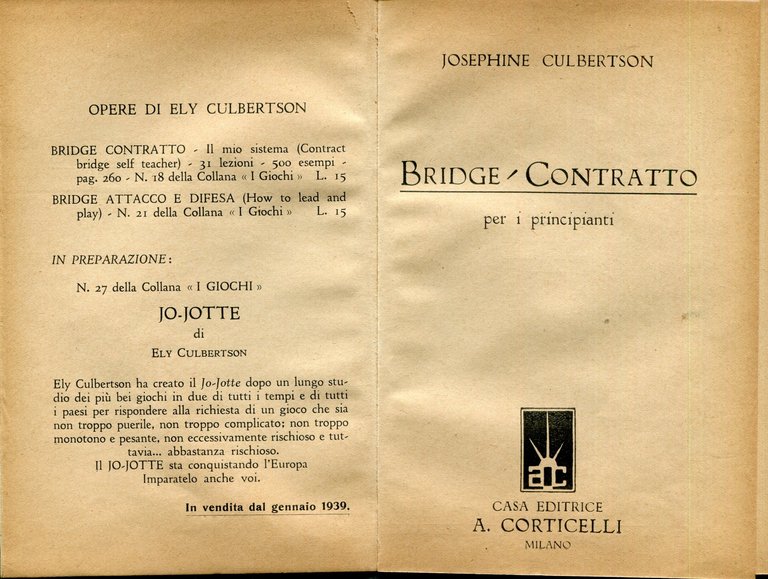 OPERE DI ELY CULBERTSON
BRIDGE CONTRATTO - Il mio sistema (Contract
bridge self teacher) - 31 lezioni - 500 esempi -
pag. 260 - N. 18 della Collana « I Giochi » L. 15
BRIDGE ATTACCO E DIFESA (How to lead and
play) - N. 21 della Collana « I Giochi » L. 15
IN PREPARAZIONE:
N. 27 della Collana « I GIOCHI »
JO-JOTTE
di
ELY CULBERTSON
Ely Culbertson ha creato il Jo-Jotte dopo un lungo stu-
dio dei più bei giochi in due di tutti i tempi e di tutti
i paesi per rispondere alla richiesta di un gioco che sia
non troppo puerile, non troppo complicato; non troppo
monotono e pesante, non eccessivamente rischioso e tut-
tavia... abbastanza rischioso.
Il JO-JOTTE sta conquistando l'Europa
Imparatelo anche voi.
In vendita dal gennaio 1939.
JOSEPHINE CULBERTSON
BRIDGE - CONTRATTO
per i principianti
ac
CASA EDITRICE
A. CORTICELLI
MILANO